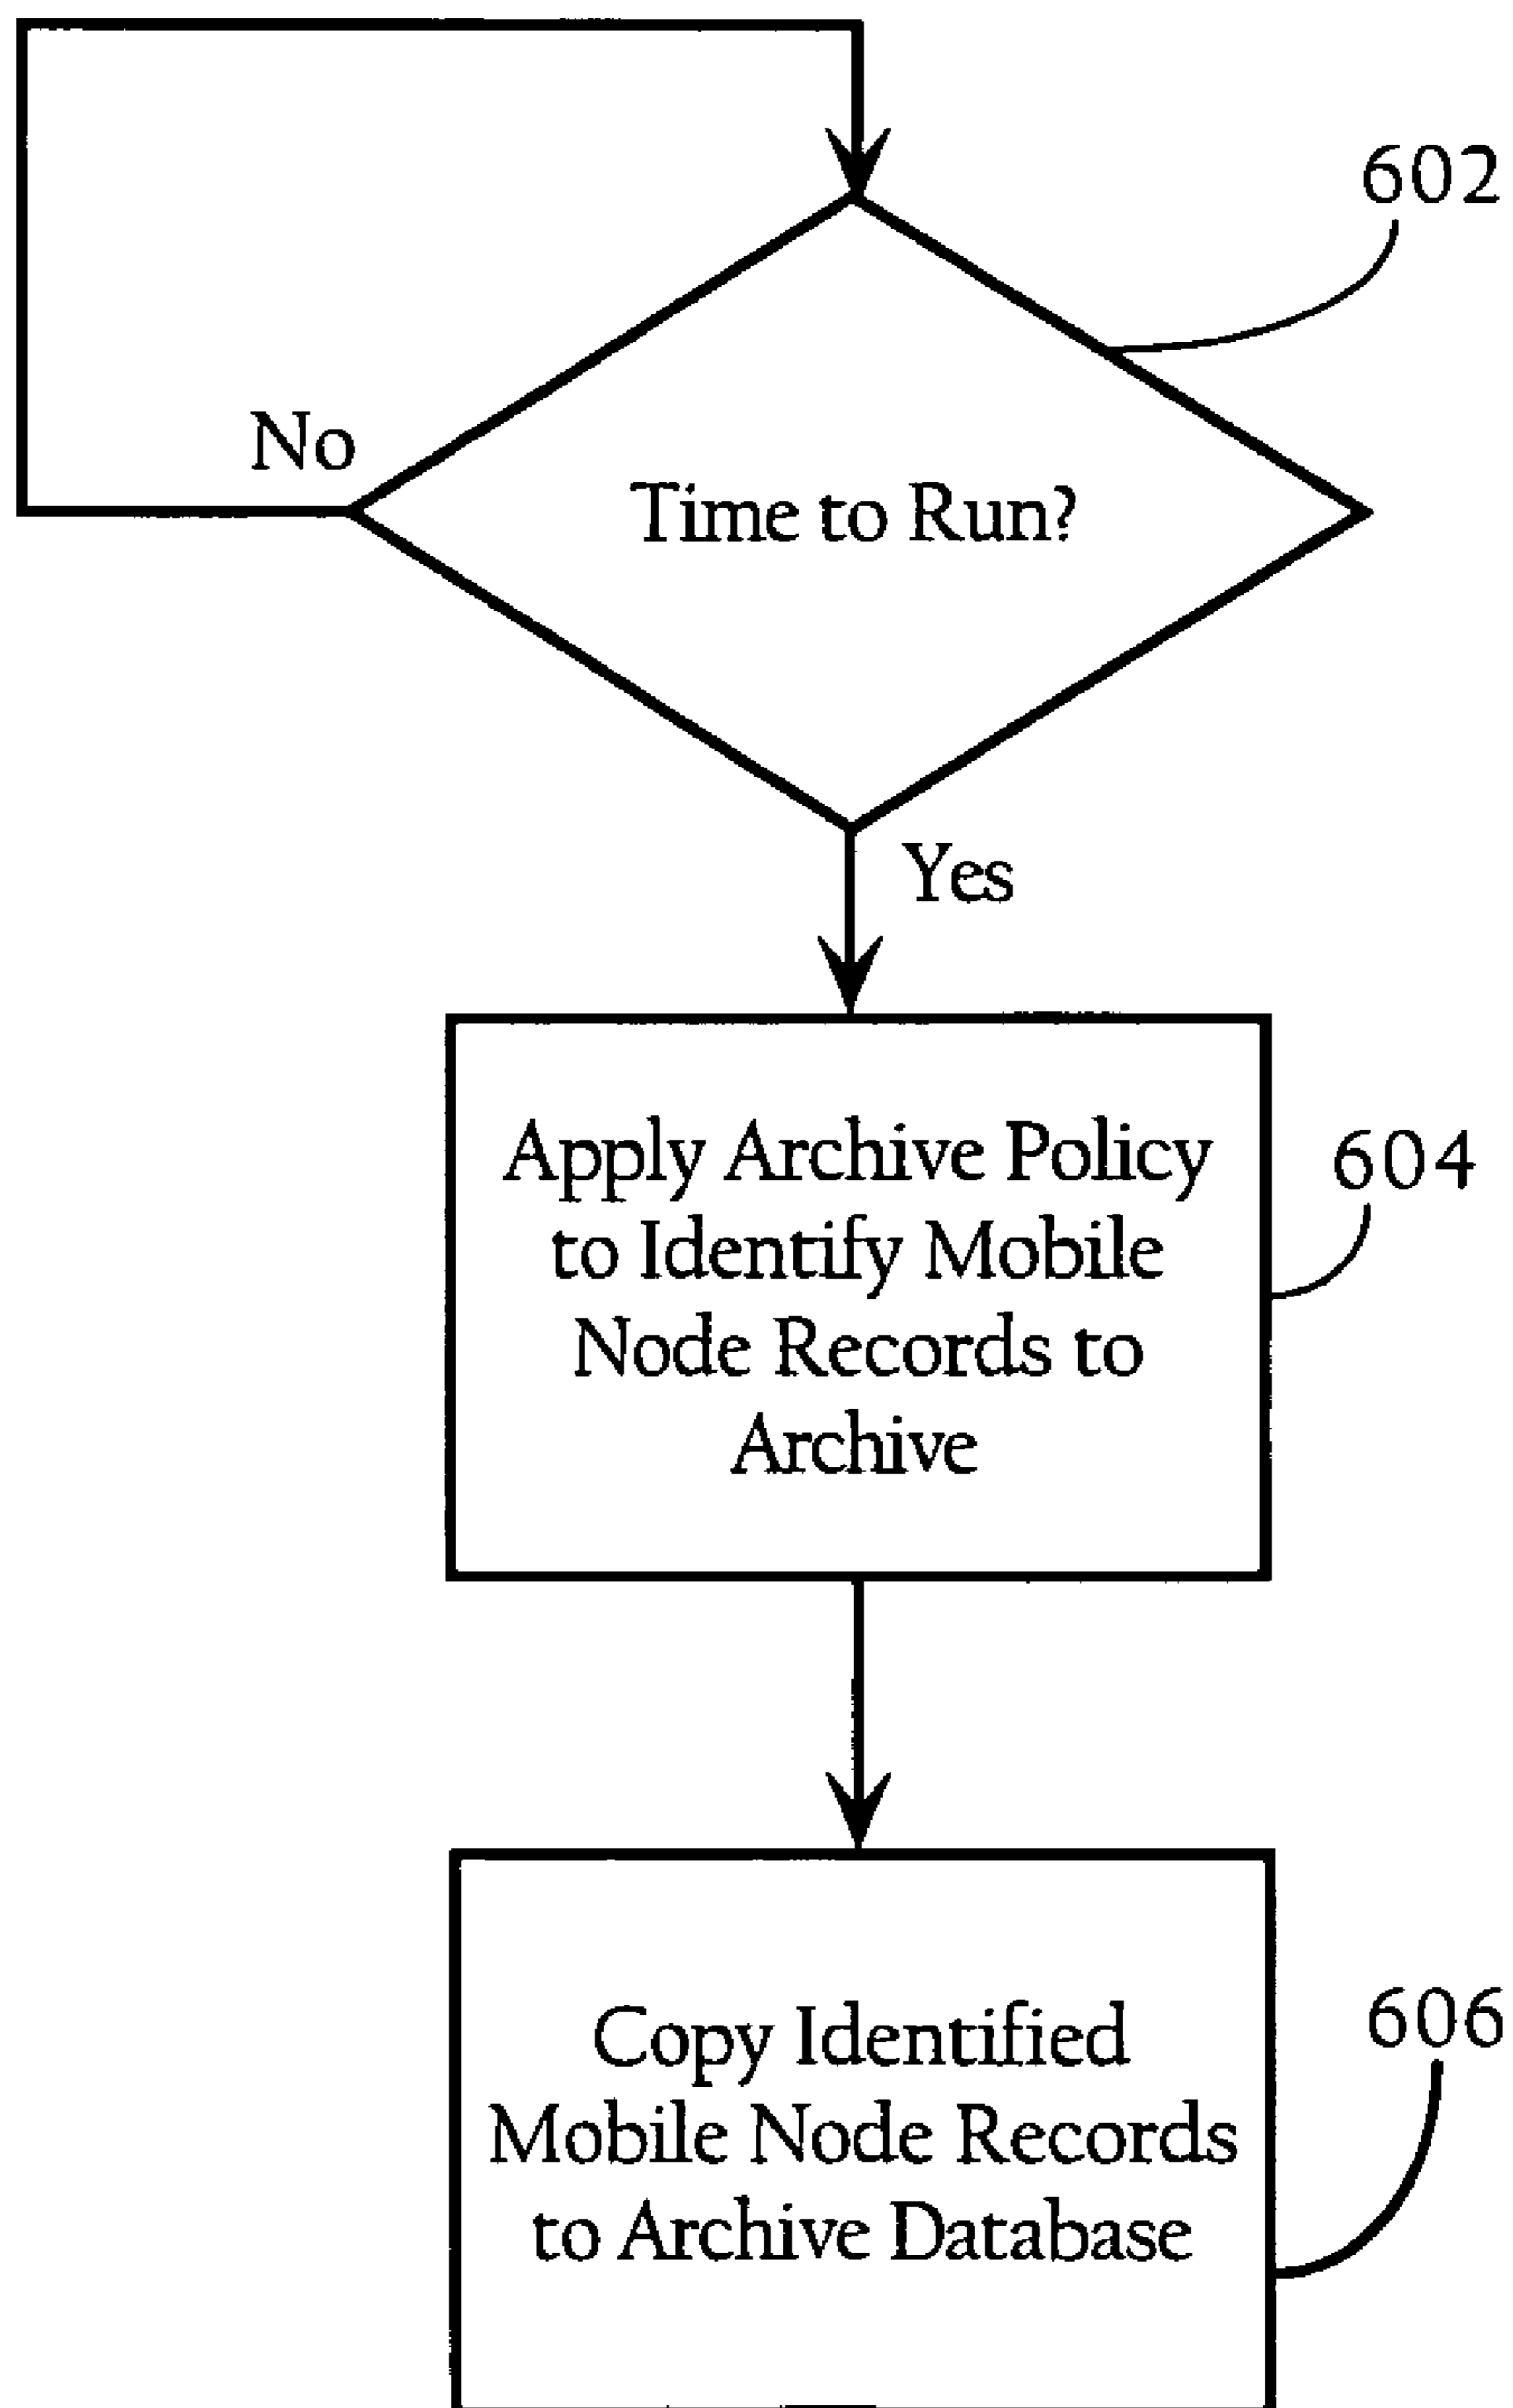 602
No
Time to Run?
Yes
Apply Archive Policy
to Identify Mobile
Node Records to
Archive
604
Copy Identified
Mobile Node Records
to Archive Database
606